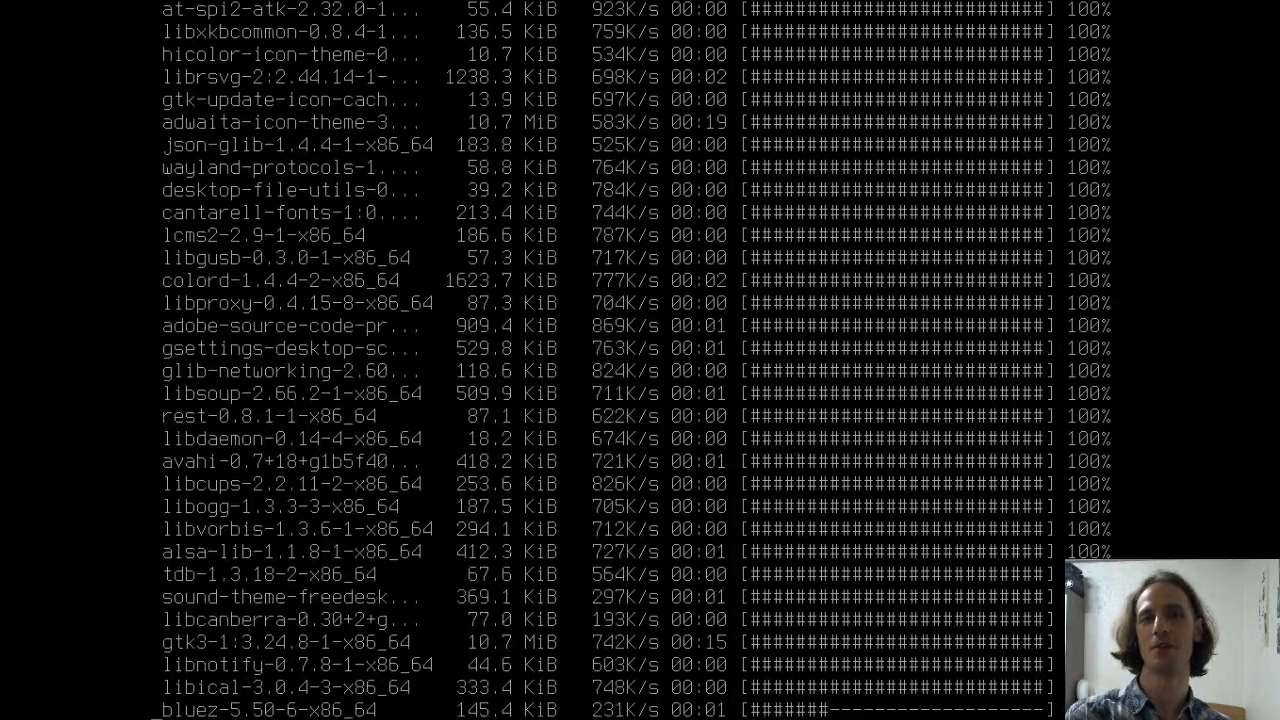 at-spi2-atk-2.32.0-1... 55.4 KiB 923K/s 00:00 [##########################] 100%
libxkbcommon-0.8.4-1... 136.5 KiB 759K/s 00:00 [##########################] 100%
hicolor-icon-theme-0... 10.7 KiB 534K/s 00:00 [##########################] 100%
librsvg-2:2.44.14-1-... 1238.3 KiB 698K/s 00:02 [##########################] 100%
gtk-update-icon-cach... 13.9 KiB 697K/s 00:00 [##########################] 100%
adwaita-icon-theme-3... 10.7 MiB 583K/s 00:19 [##########################] 100%
json-glib-1.4.4-1-x86_64 183.8 KiB 525K/s 00:00 [##########################] 100%
wayland-protocols-1.... 58.8 KiB 764K/s 00:00 [##########################] 100%
desktop-file-utils-0... 39.2 KiB 784K/s 00:00 [##########################] 100%
cantarell-fonts-1:0.... 213.4 KiB 744K/s 00:00 [##########################] 100%
lcms2-2.9-1-x86_64 186.6 KiB 787K/s 00:00 [##########################] 100%
libgusb-0.3.0-1-x86_64 57.3 KiB 717K/s 00:00 [##########################] 100%
colord-1.4.4-2-x86_64 1623.7 KiB 777K/s 00:02 [##########################] 100%
libproxy-0.4.15-8-x86_64 87.3 KiB 704K/s 00:00 [##########################] 100%
adobe-source-code-pr... 909.4 KiB 869K/s 00:01 [##########################] 100%
gsettings-desktop-sc... 529.8 KiB 763K/s 00:01 [##########################] 100%
glib-networking-2.60... 118.6 KiB 824K/s 00:00 [##########################] 100%
libsoup-2.66.2-1-x86_64 509.9 KiB 711K/s 00:01 [##########################] 100%
rest-0.8.1-1-x86_64 87.1 KiB 622K/s 00:00 [##########################] 100%
libdaemon-0.14-4-x86_64 18.2 KiB 674K/s 00:00 [##########################] 100%
avahi-0.7+18+g1b5f40... 418.2 KiB 721K/s 00:01 [##########################] 100%
libcups-2.2.11-2-x86_64 253.6 KiB 826K/s 00:00 [##########################] 100%
libogg-1.3.3-3-x86_64 187.5 KiB 705K/s 00:00 [##########################] 100%
libvorbis-1.3.6-1-x86_64 294.1 KiB 712K/s 00:00 [##########################] 100%
alsa-lib-1.1.8-1-x86_64 412.3 KiB 727K/s 00:01 [##########################] 100%
tdb-1.3.18-2-x86_64 67.6 KiB 564K/s 00:00 [##########################]
sound-theme-freedesk... 369.1 KiB 297K/s 00:01 [##########################]
libcanberra-0.30+2+g... 77.0 KiB 193K/s 00:00 [##########################]
gtk3-1:3.24.8-1-x86_64 10.7 MiB 742K/s 00:15 [##########################]
libnotify-0.7.8-1-x86_64 44.6 KiB 603K/s 00:00 [##########################]
libical-3.0.4-3-x86_64 333.4 KiB 748K/s 00:00 [##########################]
_bluez-5.50-6-x86_64 145.4 KiB 231K/s 00:01 [#######-------------------]